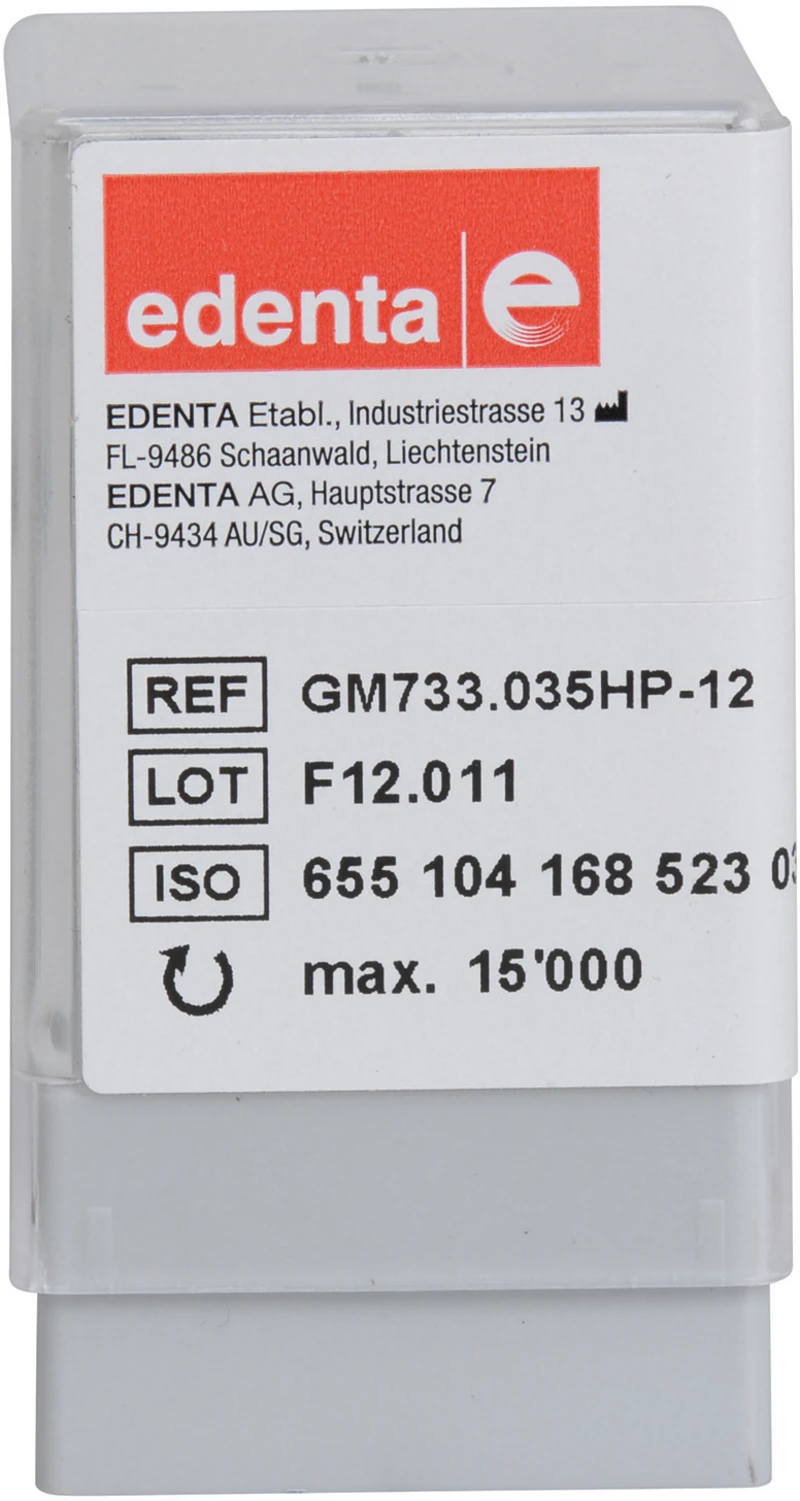 edenta e
EDENTA Etabl., Industriestrasse 13
FL-9486 Schaanwald, Liechtenstein
EDENTA AG, Hauptstrasse 7
CH-9434 AU/SG, Switzerland
REF GM733.035HP-12
LOT F12.011
ISO 655 104 168 523
max. 15'000